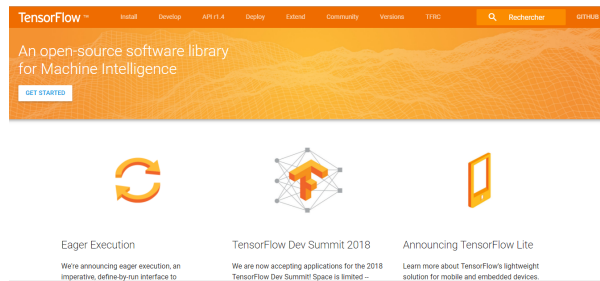 TensorFlow™ Install Develop API r1.4 Deploy Extend Community Versions TFRC Rechercher GITHUB
An open-source software library
for Machine Intelligence
GET STARTED
Eager Execution
We're announcing eager execution, an
imperative, define-by-run interface to
TensorFlow Dev Summit 2018
We are now accepting applications for the 2018
TensorFlow Dev Summit! Space is limited –
Announcing TensorFlow Lite
Learn more about TensorFlow's lightweight
solution for mobile and embedded devices.